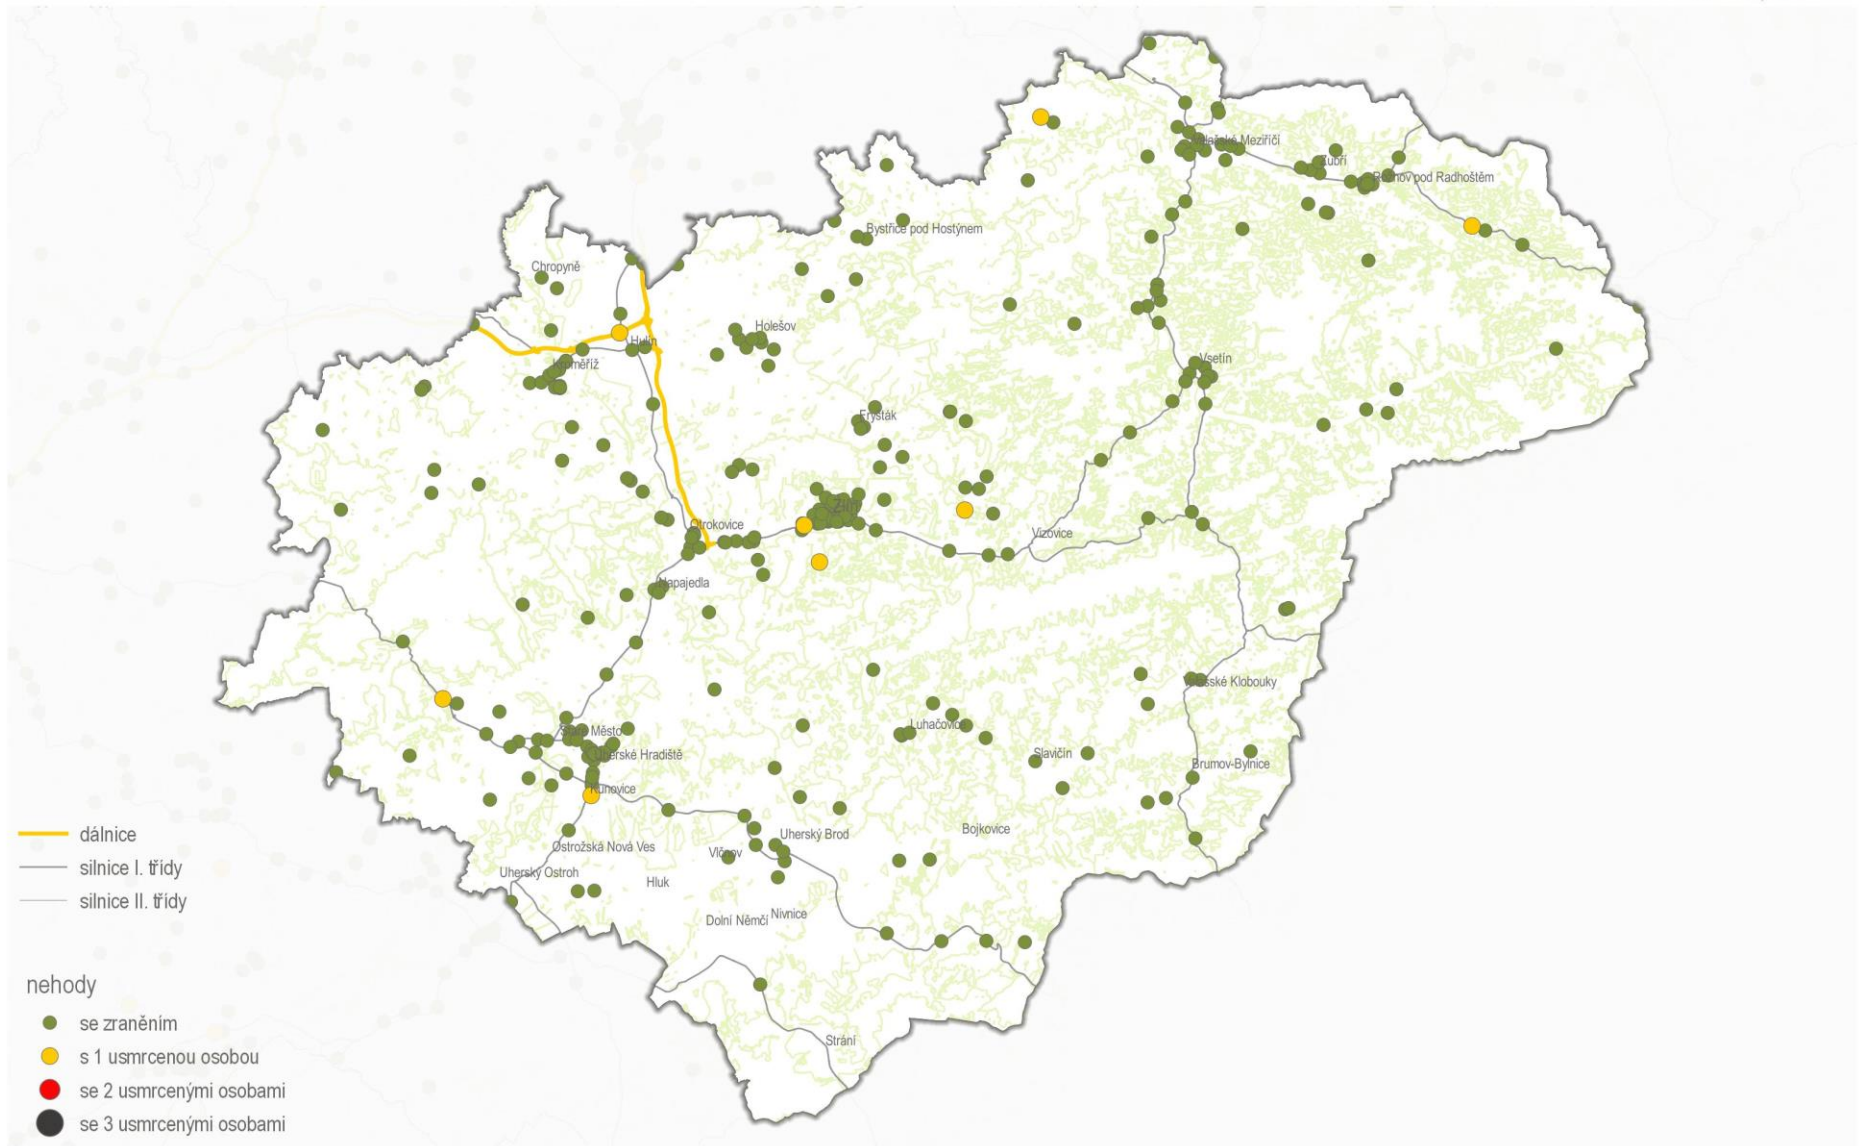 Valašské Meziříčí
Zubří
Rožnov pod Radhoštěm
Bystřice pod Hostýnem
Chropyně
Holešov
Hulín
Kroměříž
Vsetín
Fryšták
Zlín
Otrokovice
Vizovice
Napajedla
Valašské Klobouky
Luhačovice
Staré Město
Uherské Hradiště
Slavičín
Brumov-Bylnice
Kunovice
Bojkovice
Uherský Brod
dálnice
Ostrožská Nová Ves
Vlčnov
silnice I. třídy
Uherský Ostroh
Hluk
silnice II. třídy
Nivnice
Dolní Němčí
nehody
se zraněním
Strání
s 1 usmrcenou osobou
se 2 usmrcenými osobami
se 3 usmrcenými osobami